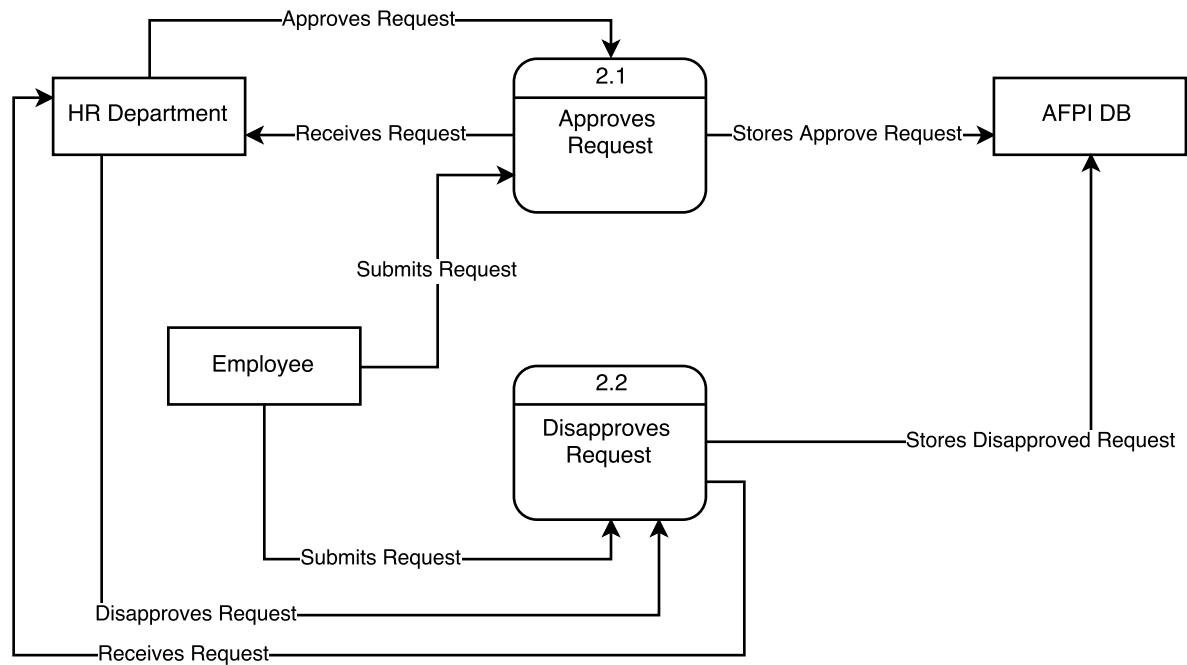 Approves Request
2.1
HR Department
Approves
Request
AFPI DB
Receives Request
Stores Approve Request
Submits Request
Employee
2.2
Disapproves
Request
Stores Disapproved Request
Submits Request
Disapproves Request
Receives Request